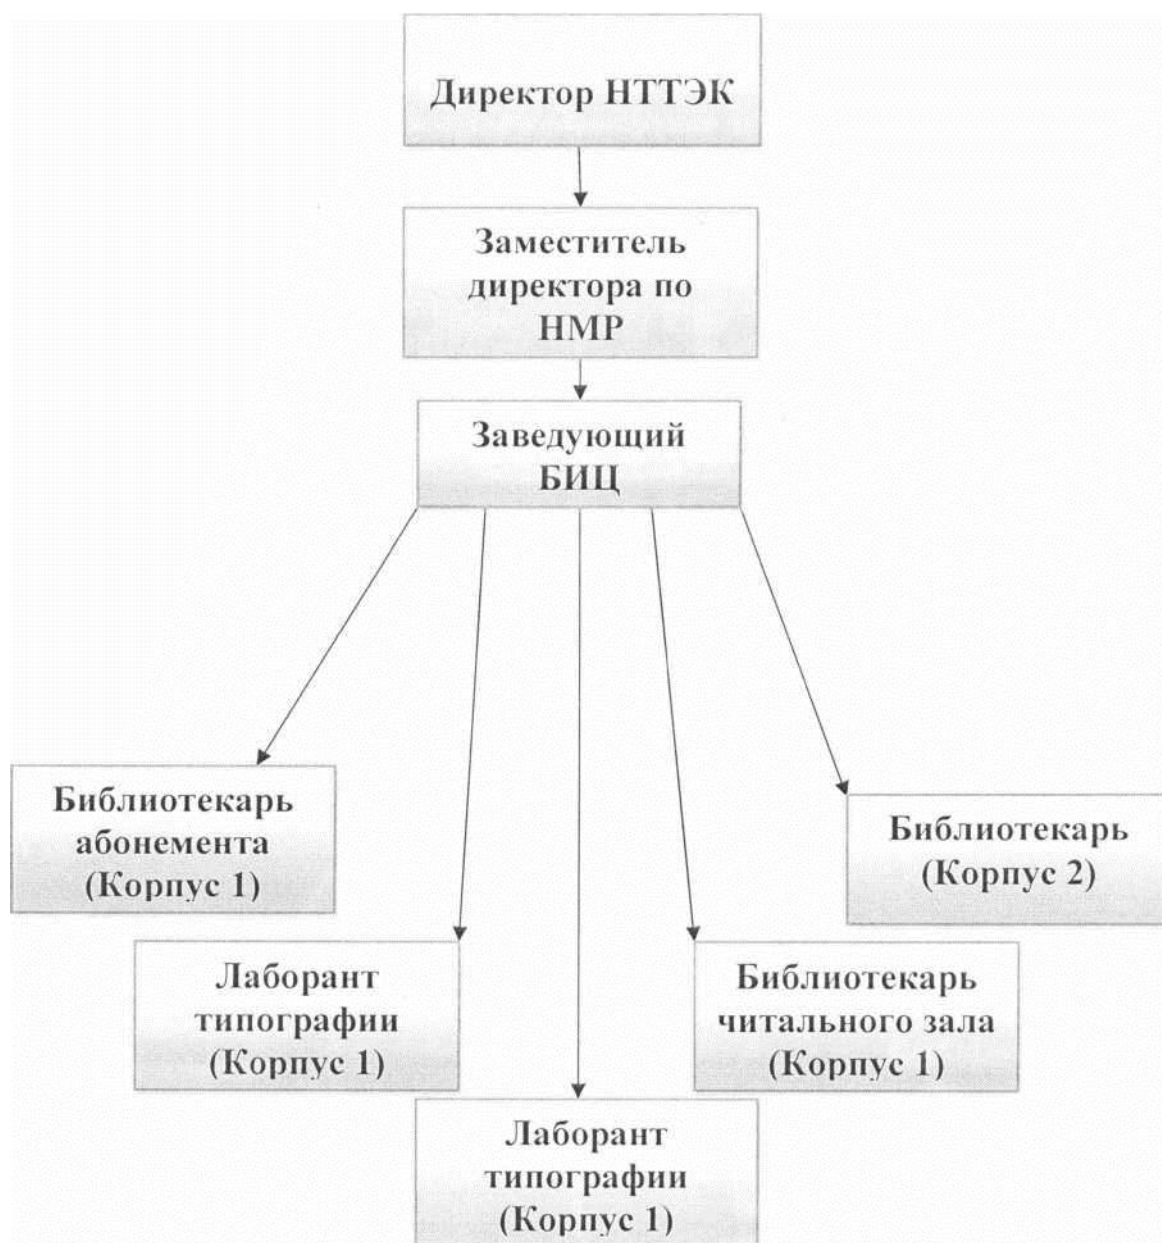 Директор НТТЭК
Заместитель
директора по
НМР
Заведующий
БИЦ
Библиотекарь
абонемента
(Корпус 1)
Библиотекарь
(Корпус 2)
Лаборант
типографии
(Корпус 1)
Библиотекарь
читального зала
(Корпус 1)
Лаборант
типографии
(Корпус 1)